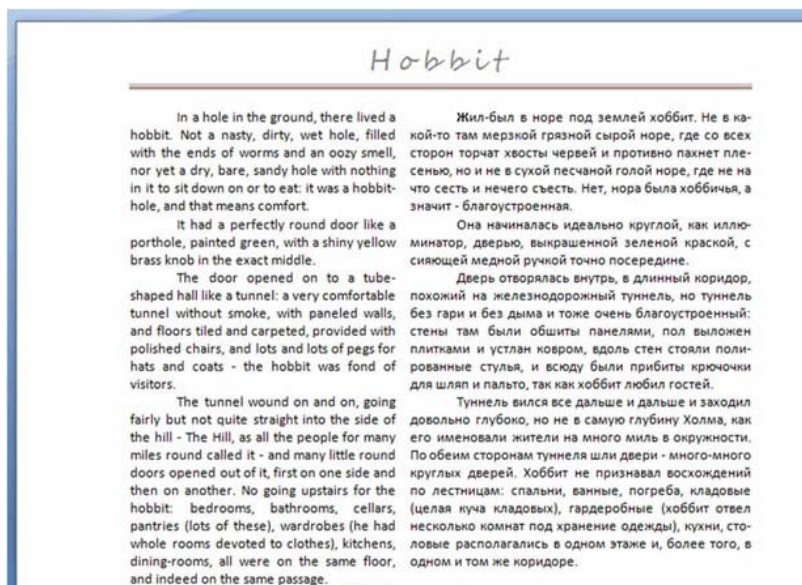 Hobbit
In a hole in the ground, there lived a
hobbit. Not a nasty, dirty, wet hole, filled
with the ends of worms and an oozy smell,
nor yet a dry, bare, sandy hole with nothing
in it to sit down on or to eat: it was a hobbit-
hole, and that means comfort.
It had a perfectly round door like a
porthole, painted green, with a shiny yellow
brass knob in the exact middle.
The door opened on to a tube-
shaped hall like a tunnel: a very comfortable
tunnel without smoke, with paneled walls,
and floors tiled and carpeted, provided with
polished chairs, and lots and lots of pegs for
hats and coats - the hobbit was fond of
visitors.
The tunnel wound on and on, going
fairly but not quite straight into the side of
the hill - The Hill, as all the people for many
miles round called it - and many little round
doors opened out of it, first on one side and
then on another. No going upstairs for the
hobbit: bedrooms, bathrooms, cellars,
pantries (lots of these), wardrobes (he had
whole rooms devoted to clothes), kitchens,
dining-rooms, all were on the same floor,
and indeed on the same passage.
Жил-был в норе под землей хоббит. Не в ка-
кой-то там мерзкой грязной сырой норе, где со всех
сторон торчат хвосты червей и противно пахнет пле-
сенью, но и не в сухой песчаной голой норе, где не на
что сесть и нечего съесть. Нет, нора была хоббичья, а
значит - благоустроенная.
Она начиналась идеально круглой, как иллю-
минатор, дверью, выкрашенной зеленой краской, с
сияющей медной ручкой точно посередине.
Дверь отворялась внутрь, в длинный коридор,
похожий на железнодорожный туннель, но туннель
без гари и без дыма и тоже очень благоустроенный:
стены там были обшиты панелями, пол выложен
плитками и устлан ковром, вдоль стен стояли поли-
рованные стулья, и всюду были прибиты крючочки
для шляп и пальто, так как хоббит любил гостей.
Туннель вился все дальше и дальше и заходил
довольно глубоко, но не в самую глубину Холма, как
его именовали жители на много миль в окружности.
По обеим сторонам туннеля шли двери - много-много
круглых дверей. Хоббит не признавал восхождений
по лестницам: спальни, ванные, погреба, кладовые
(целая куча кладовых), гардеробные (хоббит отвел
несколько комнат под хранение одежды), кухни, сто-
ловые располагались в одном этаже и, более того, в
одном и том же коридоре.